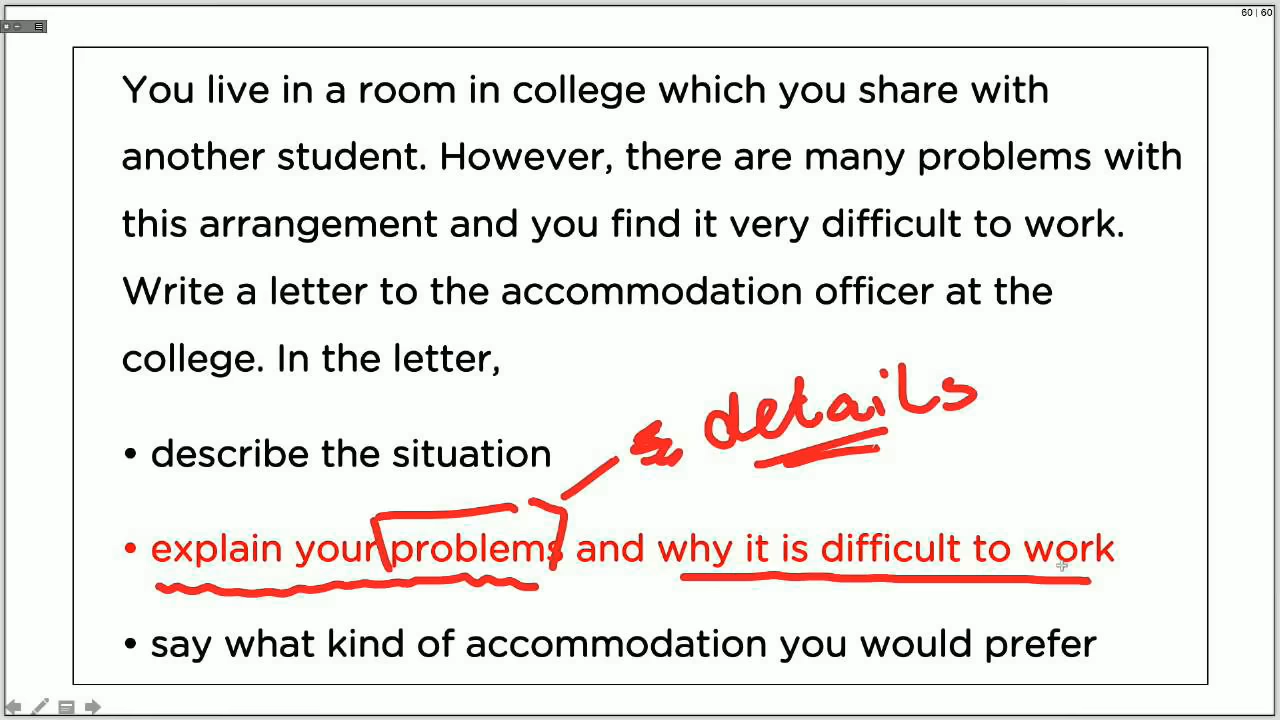 60 | 60
You live in a room in college which you share with
another student. However, there are many problems with
this arrangement and you find it very difficult to work.
Write a letter to the accommodation officer at the
college. In the letter,
details
• describe the situation
• explain your problems and why it is difficult to work
• say what kind of accommodation you would prefer